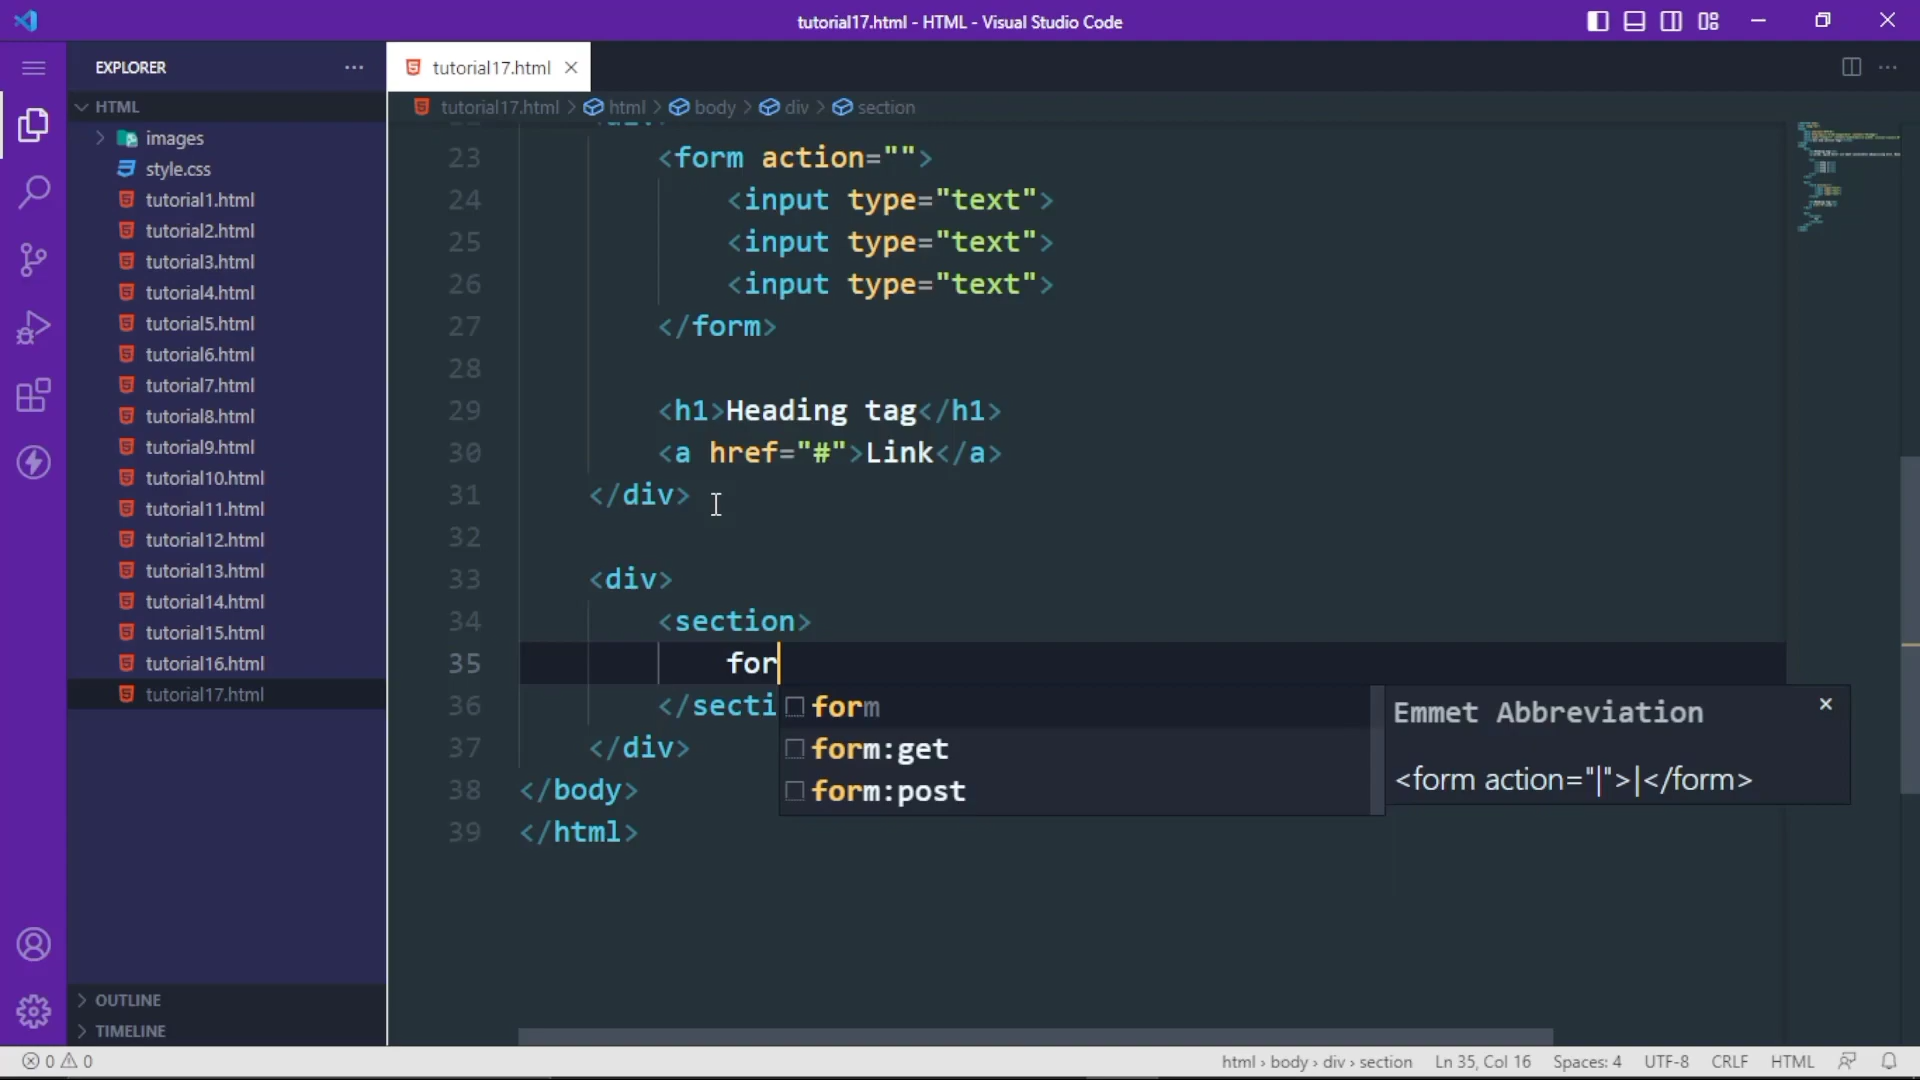 tutorial17.html - HTML - Visual Studio Code
EXPLORER
HTML
images
style.css
tutorial1.html
tutorial2.html
tutorial3.html
tutorial4.html
tutorial5.html
tutorial6.html
tutorial7.html
tutorial8.html
tutorial9.html
tutorial10.html
tutorial11.html
tutorial12.html
tutorial13.html
tutorial14.html
tutorial15.html
tutorial16.html
tutorial17.html
OUTLINE
TIMELINE
tutorial17.html
tutorial17.html > html > body > div > section
23 <form action="">
24 <input type="text">
25 <input type="text">
26 <input type="text">
27 </form>
28
29 <h1>Heading tag</h1>
30 <a href="#">Link</a>
31 </div>
32
33 <div>
34 <section>
35 for
36 </secti
37 </div>
38 </body>
39 </html>
form
form:get
form:post
Emmet Abbreviation
<form action="|">|</form>
0 0 html › body › div › section Ln 35, Col 16 Spaces: 4 UTF-8 CRLF HTML